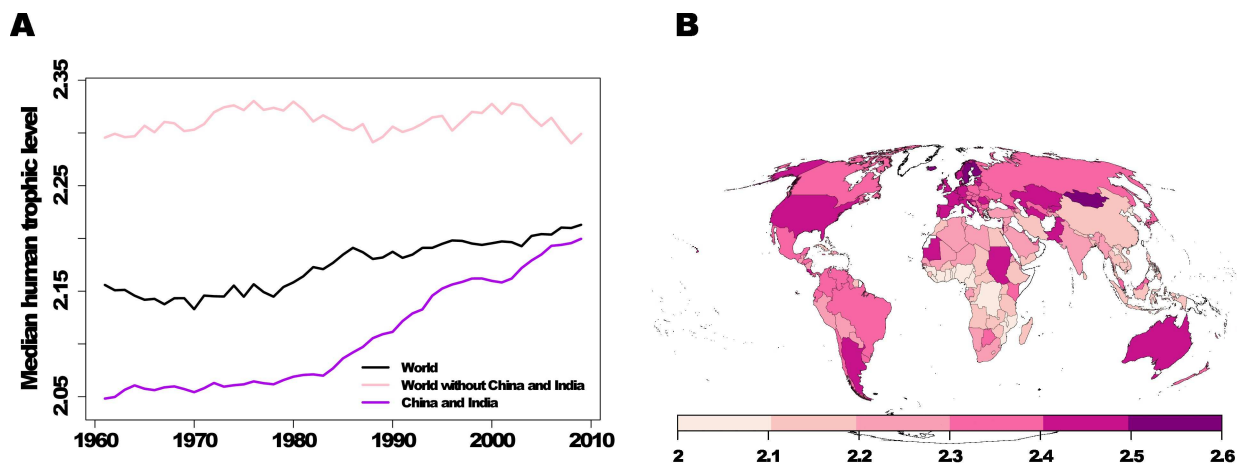 A
B
Median human trophic level
2.35
2.25
2.15
2.05
World
World without China and India
China and India
1960 1970 1980 1990 2000 2010
2 2.1 2.2 2.3 2.4 2.5 2.6